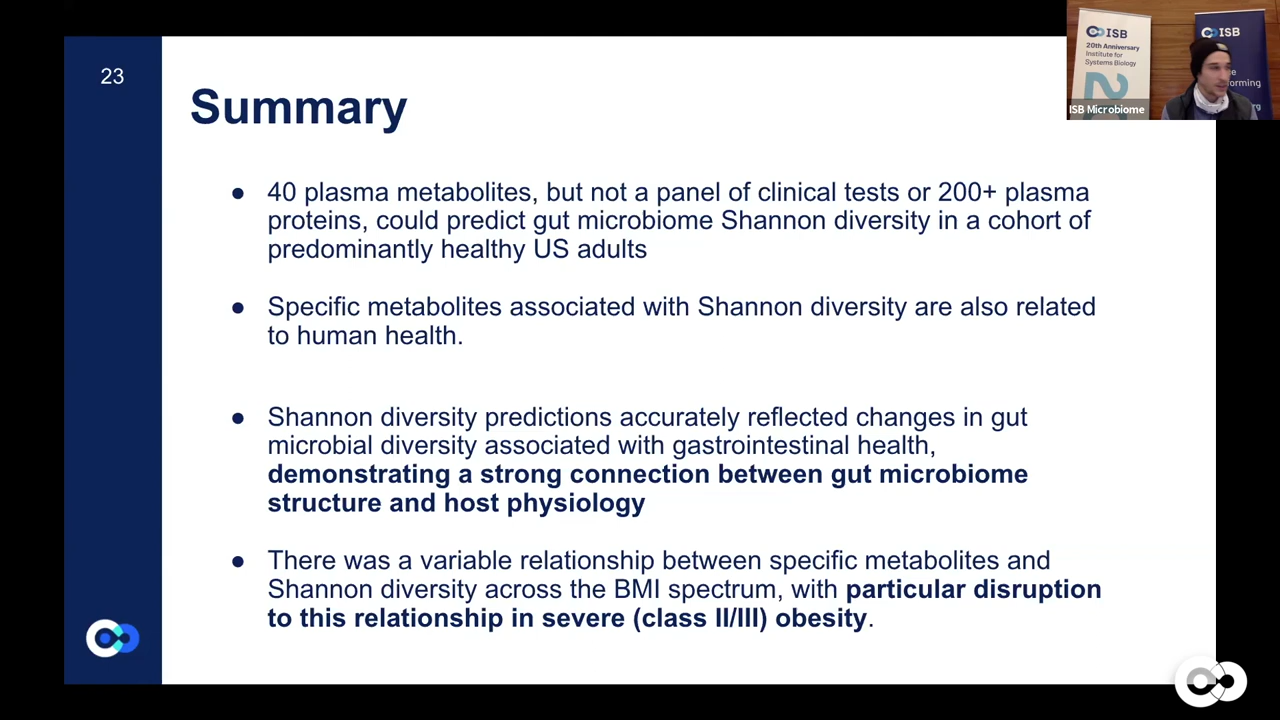 23
Summary
● 40 plasma metabolites, but not a panel of clinical tests or 200+ plasma
proteins, could predict gut microbiome Shannon diversity in a cohort of
predominantly healthy US adults
● Specific metabolites associated with Shannon diversity are also related
to human health.
● Shannon diversity predictions accurately reflected changes in gut
microbial diversity associated with gastrointestinal health,
demonstrating a strong connection between gut microbiome
structure and host physiology
● There was a variable relationship between specific metabolites and
Shannon diversity across the BMI spectrum, with particular disruption
to this relationship in severe (class II/III) obesity.
ISB
20th Anniversary
Institute for
Systems Biology
ISB
ISB Microbiome